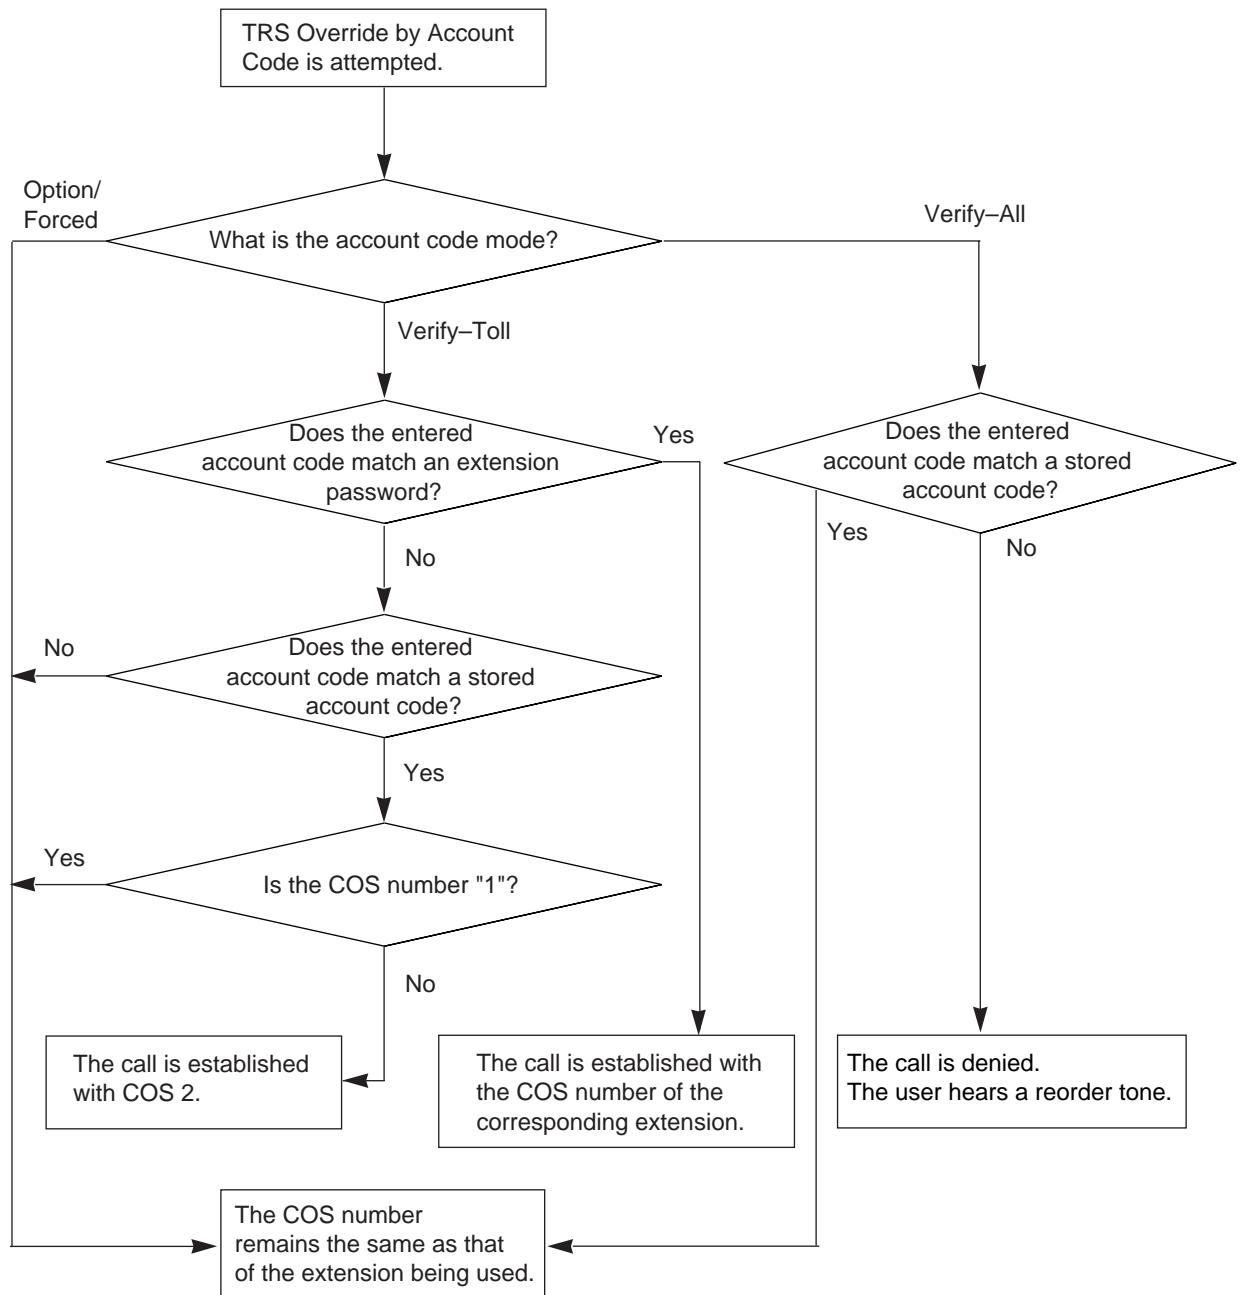 TRS Override by Account
Code is attempted.
Option/
Forced
Verify–All
What is the account code mode?
Verify–Toll
Does the entered
account code match an extension
password?
Yes
Does the entered
account code match a stored
account code?
Yes
No
No
No
Does the entered
account code match a stored
account code?
Yes
Yes
Is the COS number "1"?
No
The call is established
with COS 2.
The call is established with
the COS number of the
corresponding extension.
The call is denied.
The user hears a reorder tone.
The COS number
remains the same as that
of the extension being used.